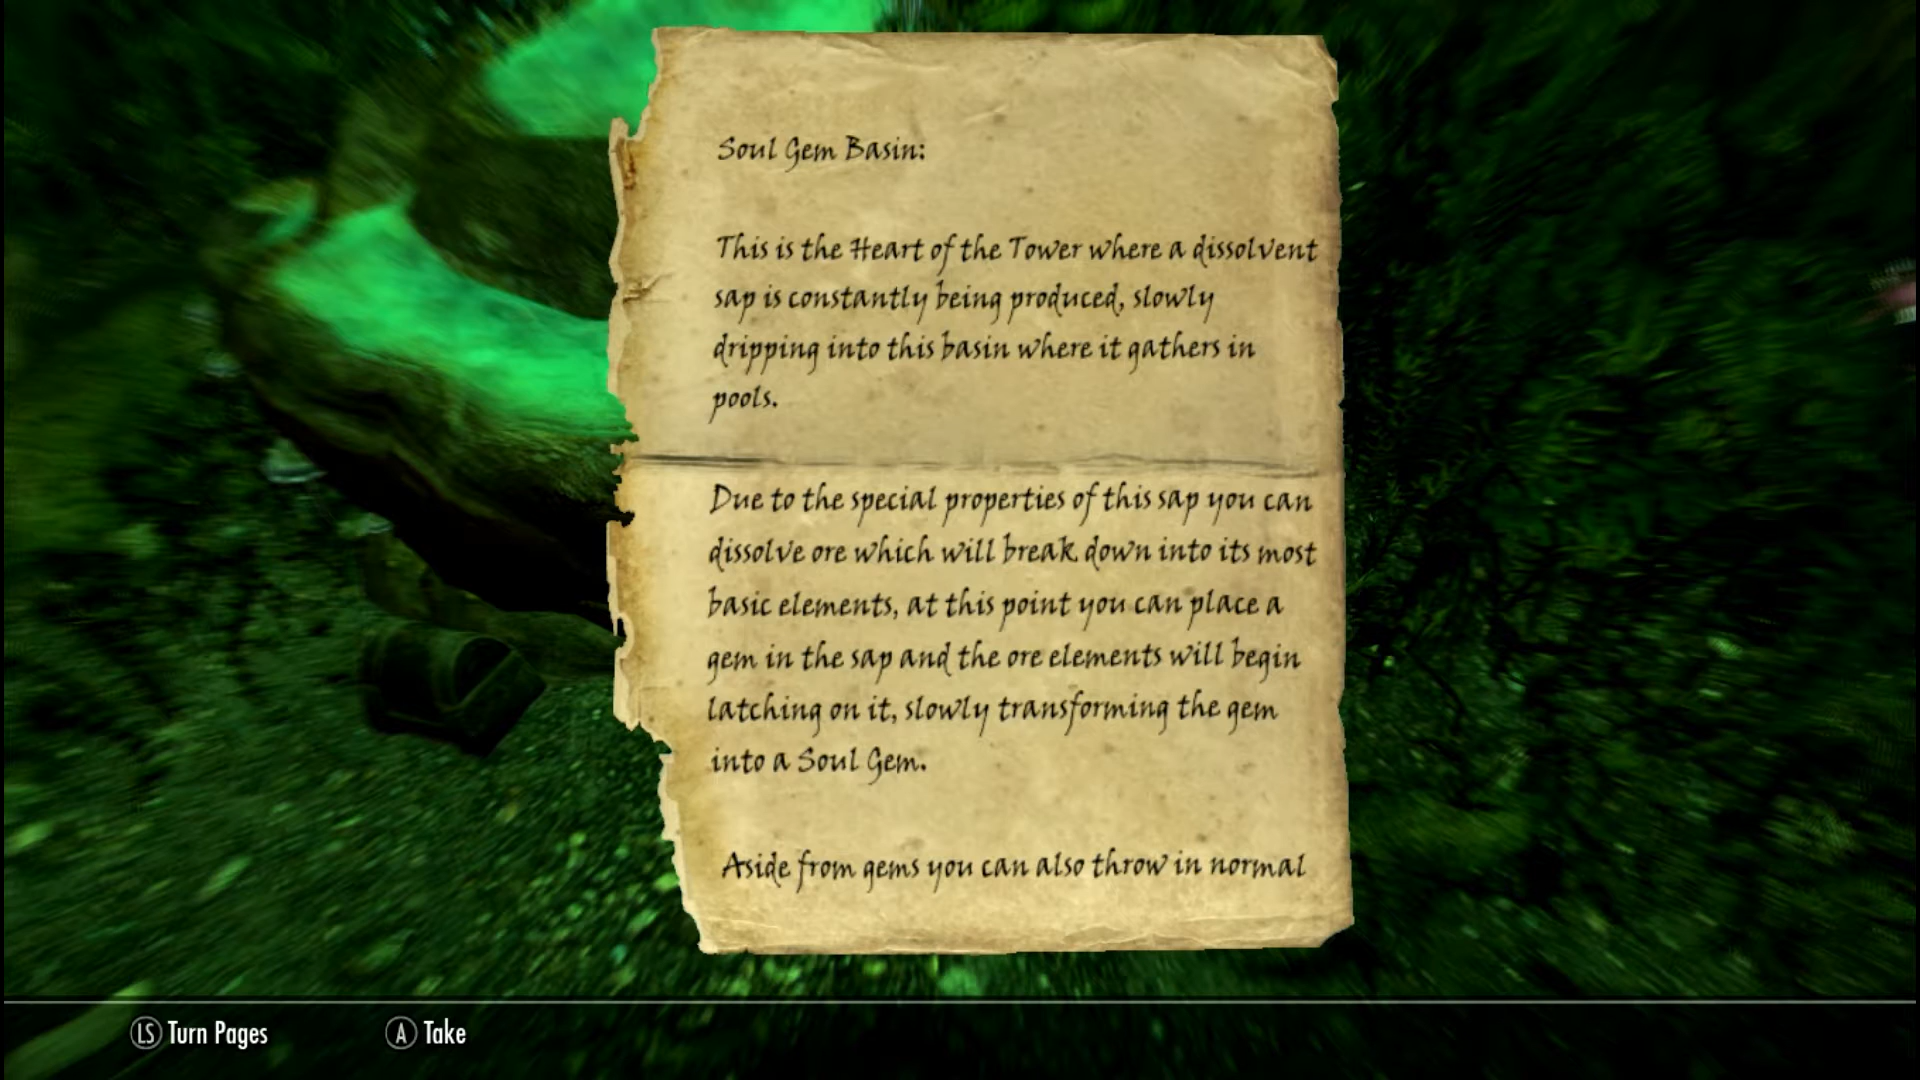 Soul Gem Basin:
This is the Heart of the Tower where a dissolvent
sap is constantly being produced, slowly
dripping into this basin where it gathers in
pools.
Due to the special properties of this sap you can
dissolve ore which will break down into its most
basic elements, at this point you can place a
gem in the sap and the ore elements will begin
latching on it, slowly transforming the gem
into a Soul Gem.
Aside from gems you can also throw in normal
LS Turn Pages
A Take